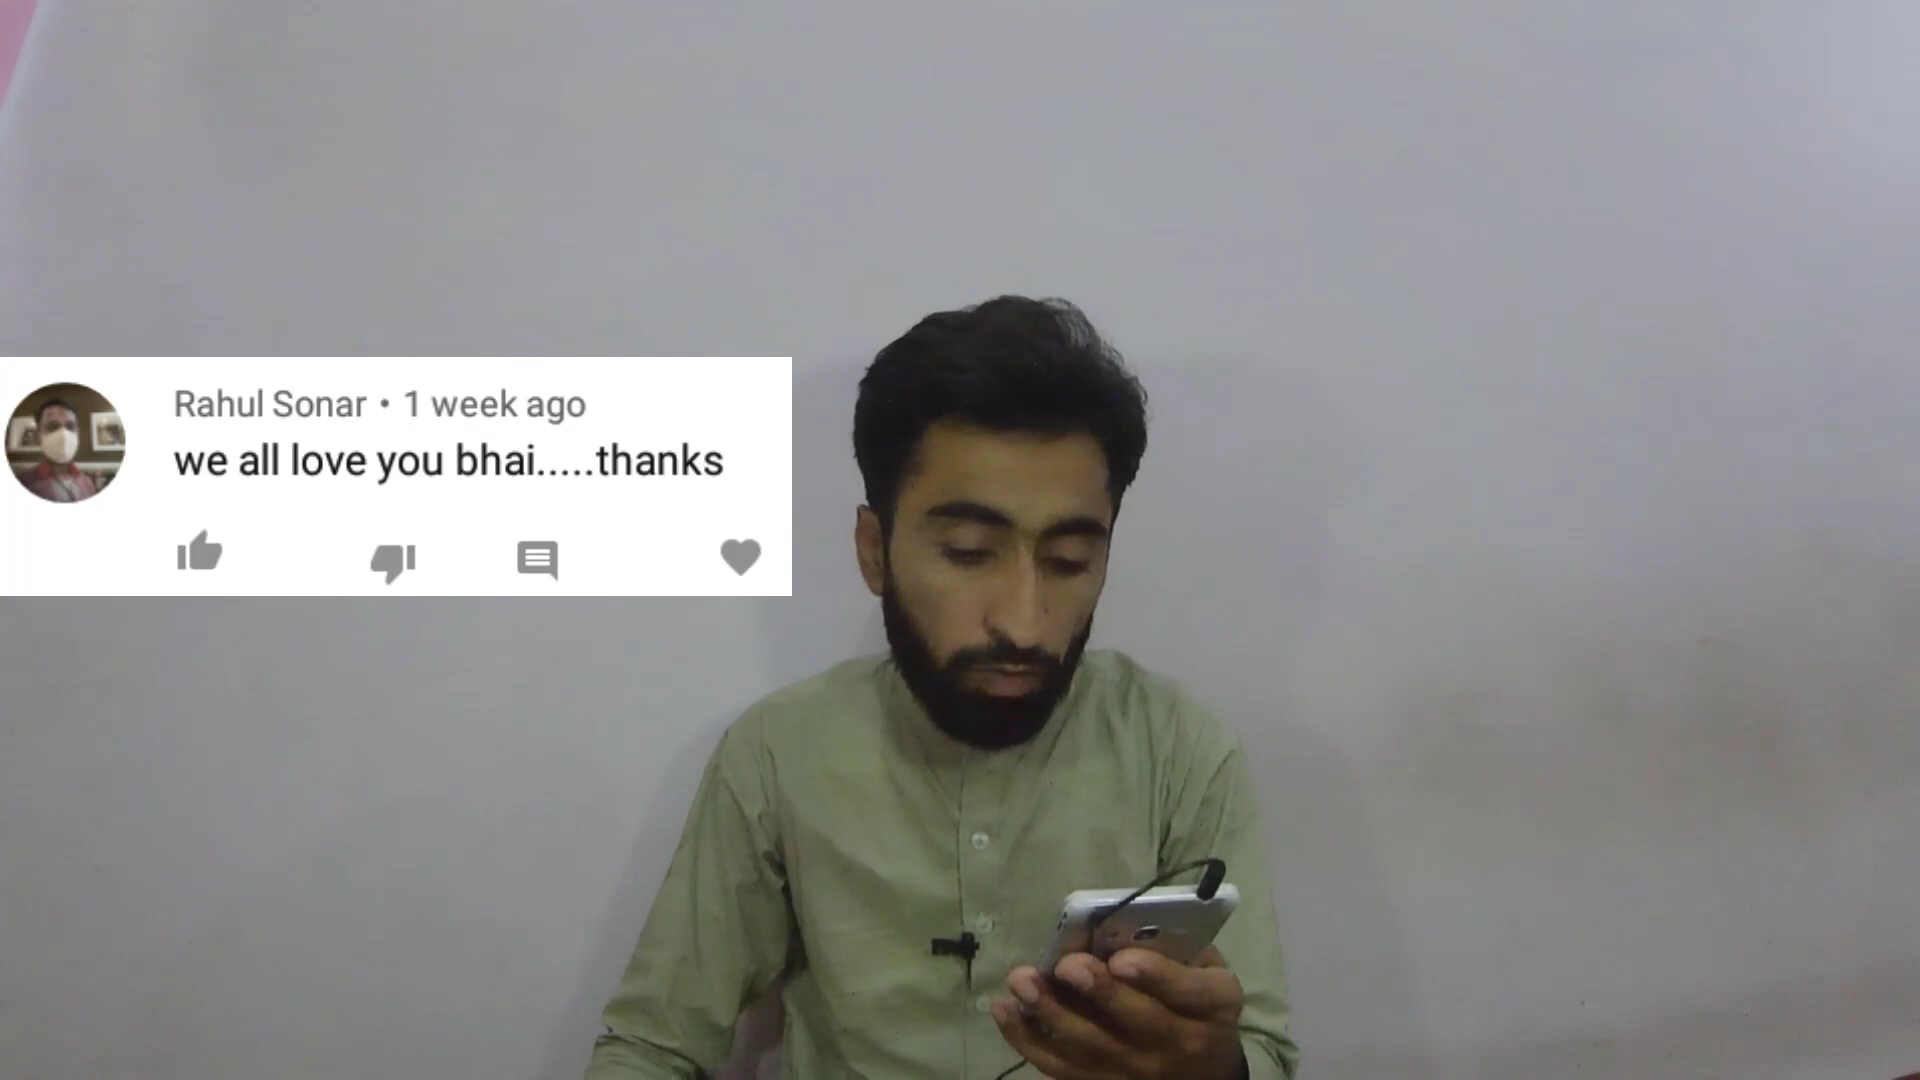 Rahul Sonar • 1 week ago
we all love you bhai.....thanks